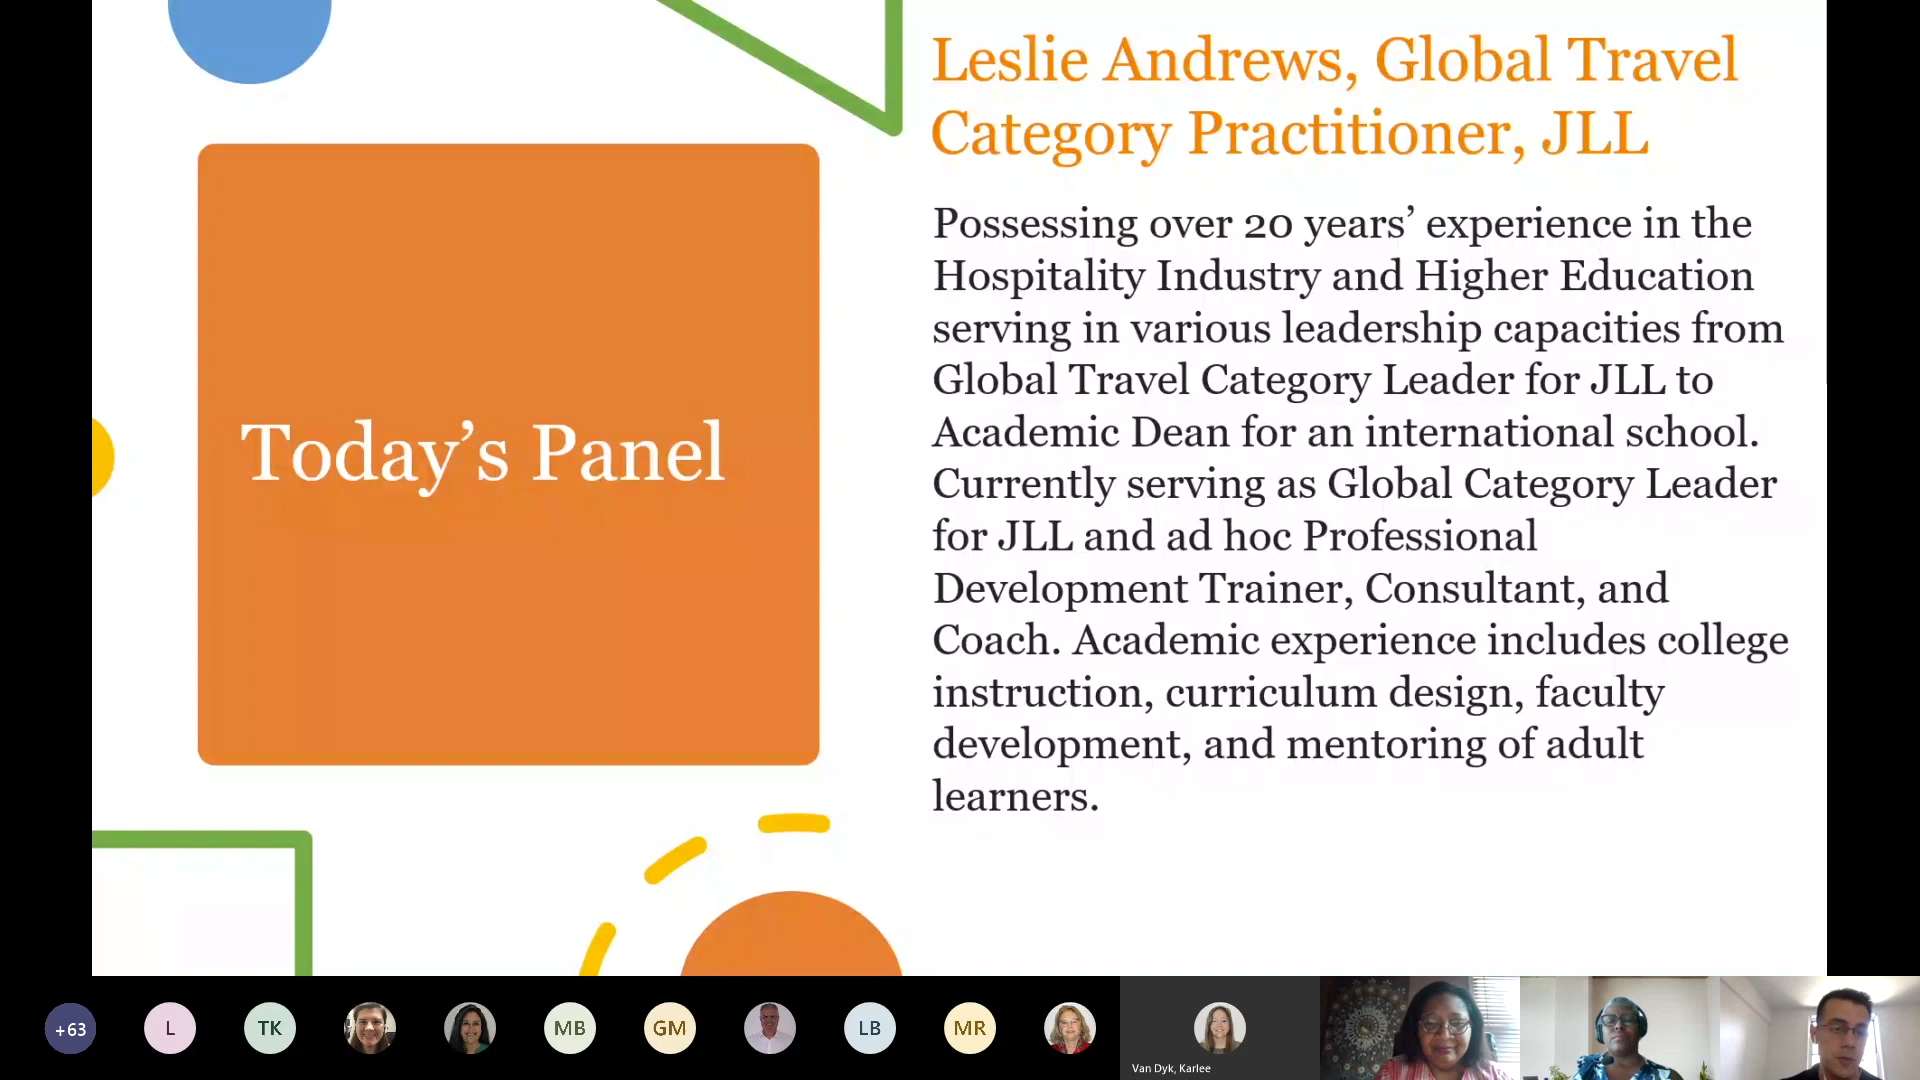 Leslie Andrews, Global Travel
Category Practitioner, JLL
Today’s Panel
Possessing over 20 years’ experience in the
Hospitality Industry and Higher Education
serving in various leadership capacities from
Global Travel Category Leader for JLL to
Academic Dean for an international school.
Currently serving as Global Category Leader
for JLL and ad hoc Professional
Development Trainer, Consultant, and
Coach. Academic experience includes college
instruction, curriculum design, faculty
development, and mentoring of adult
learners.
+63
L
TK
MB
GM
LB
MR
Van Dyk, Karlee